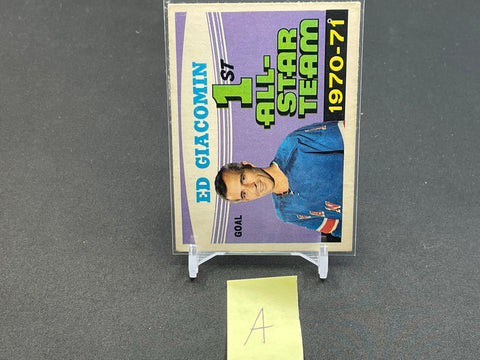 ED GIACOMIN
1ST
ALL-
STAR
TEAM
1970-71
GOAL
A